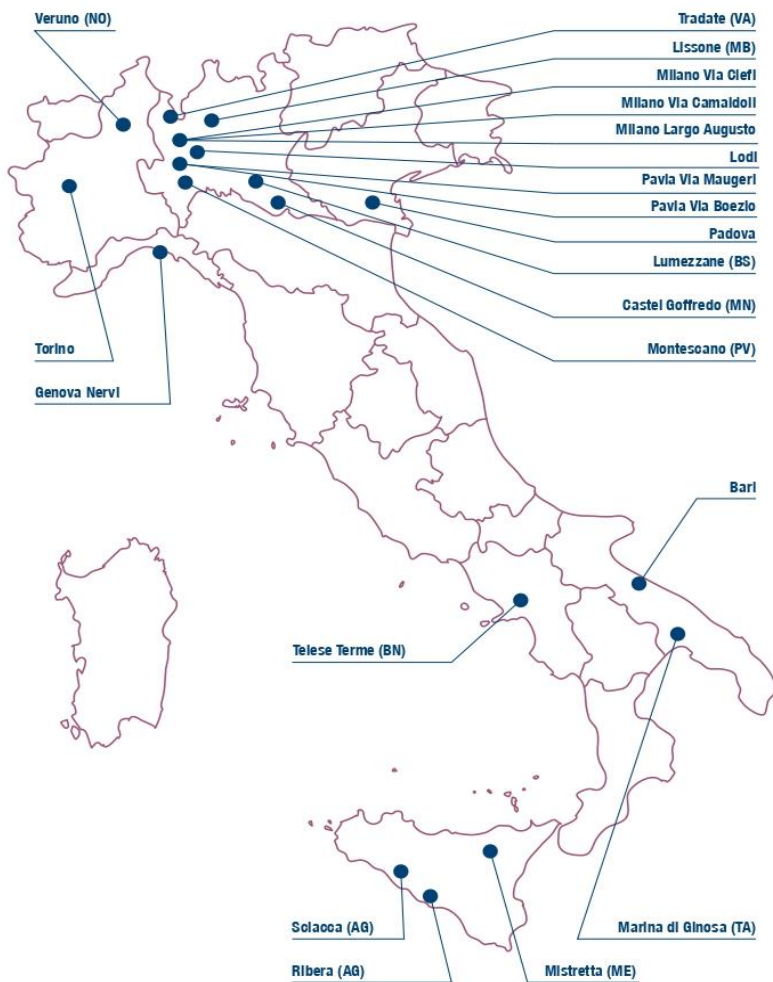 Veruno (NO)
Tradate (VA)
Lissone (MB)
Milano Via Clefi
Milano Via Camaldoli
Milano Largo Augusto
Lodi
Pavia Via Maugeri
Pavia Via Boezio
Padova
Lumezzane (BS)
Castel Goffredo (MN)
Montescano (PV)
Torino
Genova Nervi
Bari
Telese Terme (BN)
Sciacca (AG)
Marina di Ginosa (TA)
Ribera (AG)
Mistretta (ME)